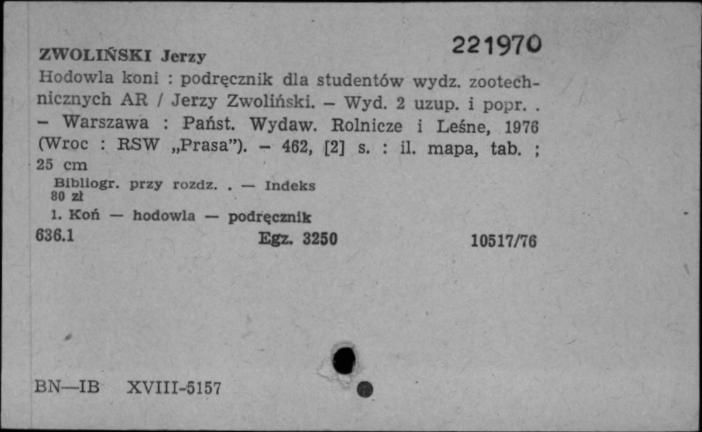 221970
ZWOLIŃSKI Jerzy
Hodowla koni : podręcznik dla studentów wydz. zootech-
nicznych AR / Jerzy Zwoliński. – Wyd. 2 uzup. i popr. .
– Warszawa : Państ. Wydaw. Rolnicze i Leśne, 1976
(Wroc : RSW „Prasa”). – 462, [2] s. : il. mapa, tab. ;
25 cm
Bibliogr. przy rozdz. . — Indeks
80 zł
1. Koń — hodowla — podręcznik
636.1 Egz. 3250 10517/76
BN—IB XVIII-5157